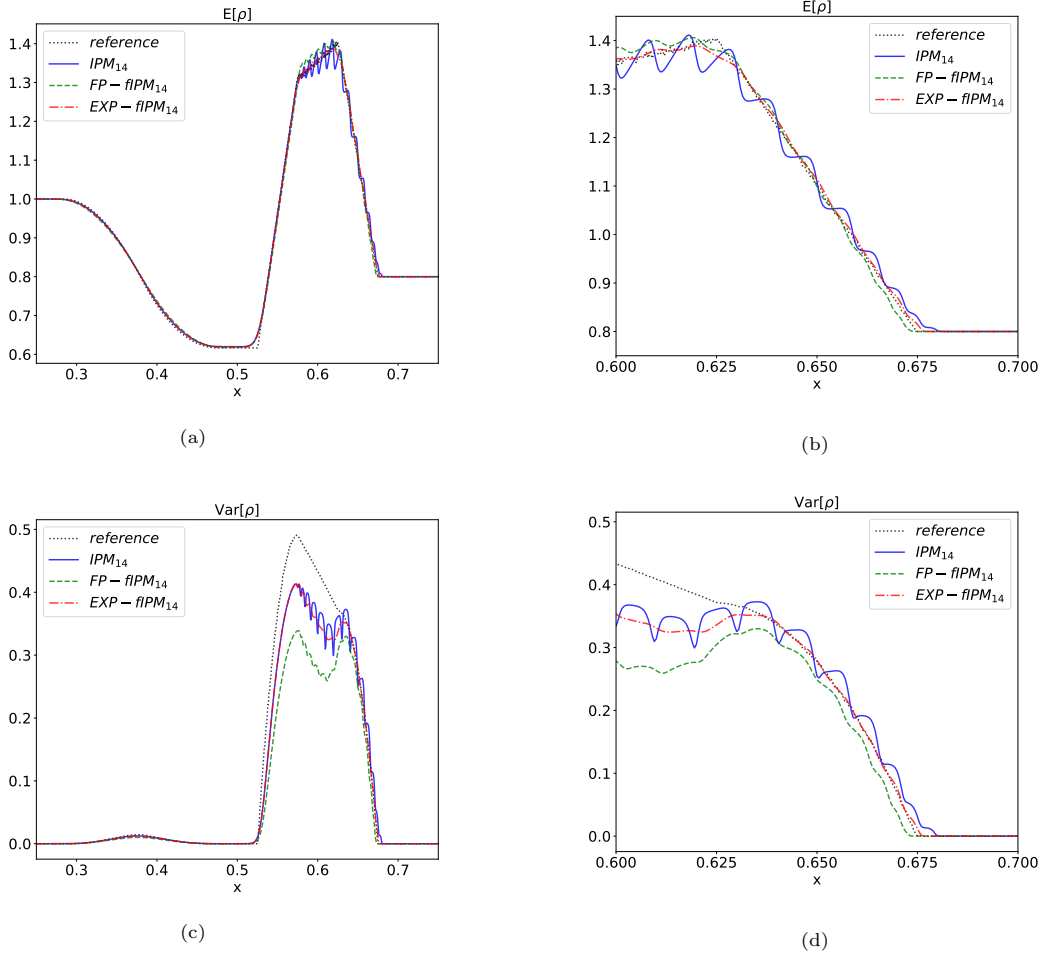 E[ρ]
reference
IPM₁₄
FP − fIPM₁₄
EXP − fIPM₁₄
1.4
1.3
1.2
1.1
1.0
0.9
0.8
0.7
0.6
0.3 0.4 0.5 0.6 0.7
x
(a)
E[ρ]
reference
IPM₁₄
FP − fIPM₁₄
EXP − fIPM₁₄
1.4
1.3
1.2
1.1
1.0
0.9
0.8
0.600 0.625 0.650 0.675 0.700
x
(b)
Var[ρ]
reference
IPM₁₄
FP − fIPM₁₄
EXP − fIPM₁₄
0.5
0.4
0.3
0.2
0.1
0.0
0.3 0.4 0.5 0.6 0.7
x
(c)
Var[ρ]
reference
IPM₁₄
FP − fIPM₁₄
EXP − fIPM₁₄
0.5
0.4
0.3
0.2
0.1
0.0
0.600 0.625 0.650 0.675 0.700
x
(d)